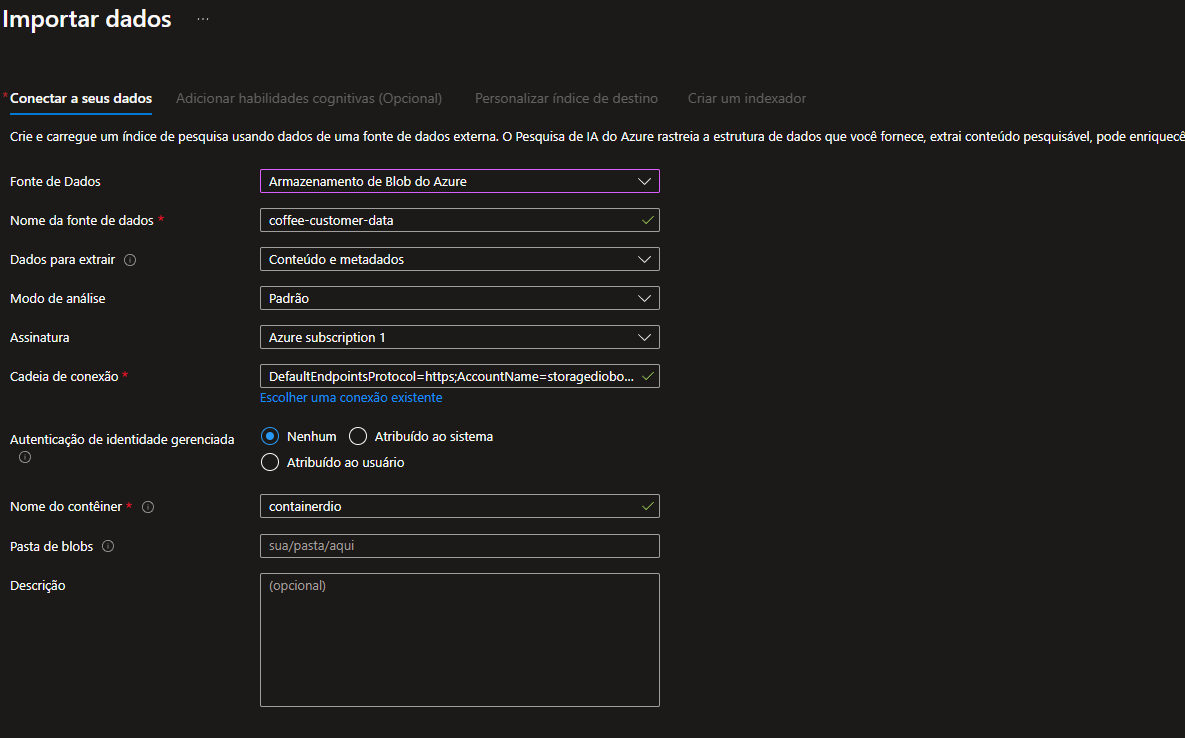 Importar dados ...
* Conectar a seus dados Adicionar habilidades cognitivas (Opcional) Personalizar índice de destino Criar um indexador
Crie e carregue um índice de pesquisa usando dados de uma fonte de dados externa. O Pesquisa de IA do Azure rastreia a estrutura de dados que você fornece, extrai conteúdo pesquisável, pode
Fonte de Dados Armazenamento de Blob do Azure
Nome da fonte de dados * coffee-customer-data
Dados para extrair Conteúdo e metadados
Modo de análise Padrão
Assinatura Azure subscription 1
Cadeia de conexão * DefaultEndpointsProtocol=https;AccountName=storagediobo...
Escolher uma conexão existente
Autenticação de identidade gerenciada Nenhum Atribuído ao sistema
Atribuído ao usuário
Nome do contêiner * containerdio
Pasta de blobs sua/pasta/aqui
Descrição (opcional)